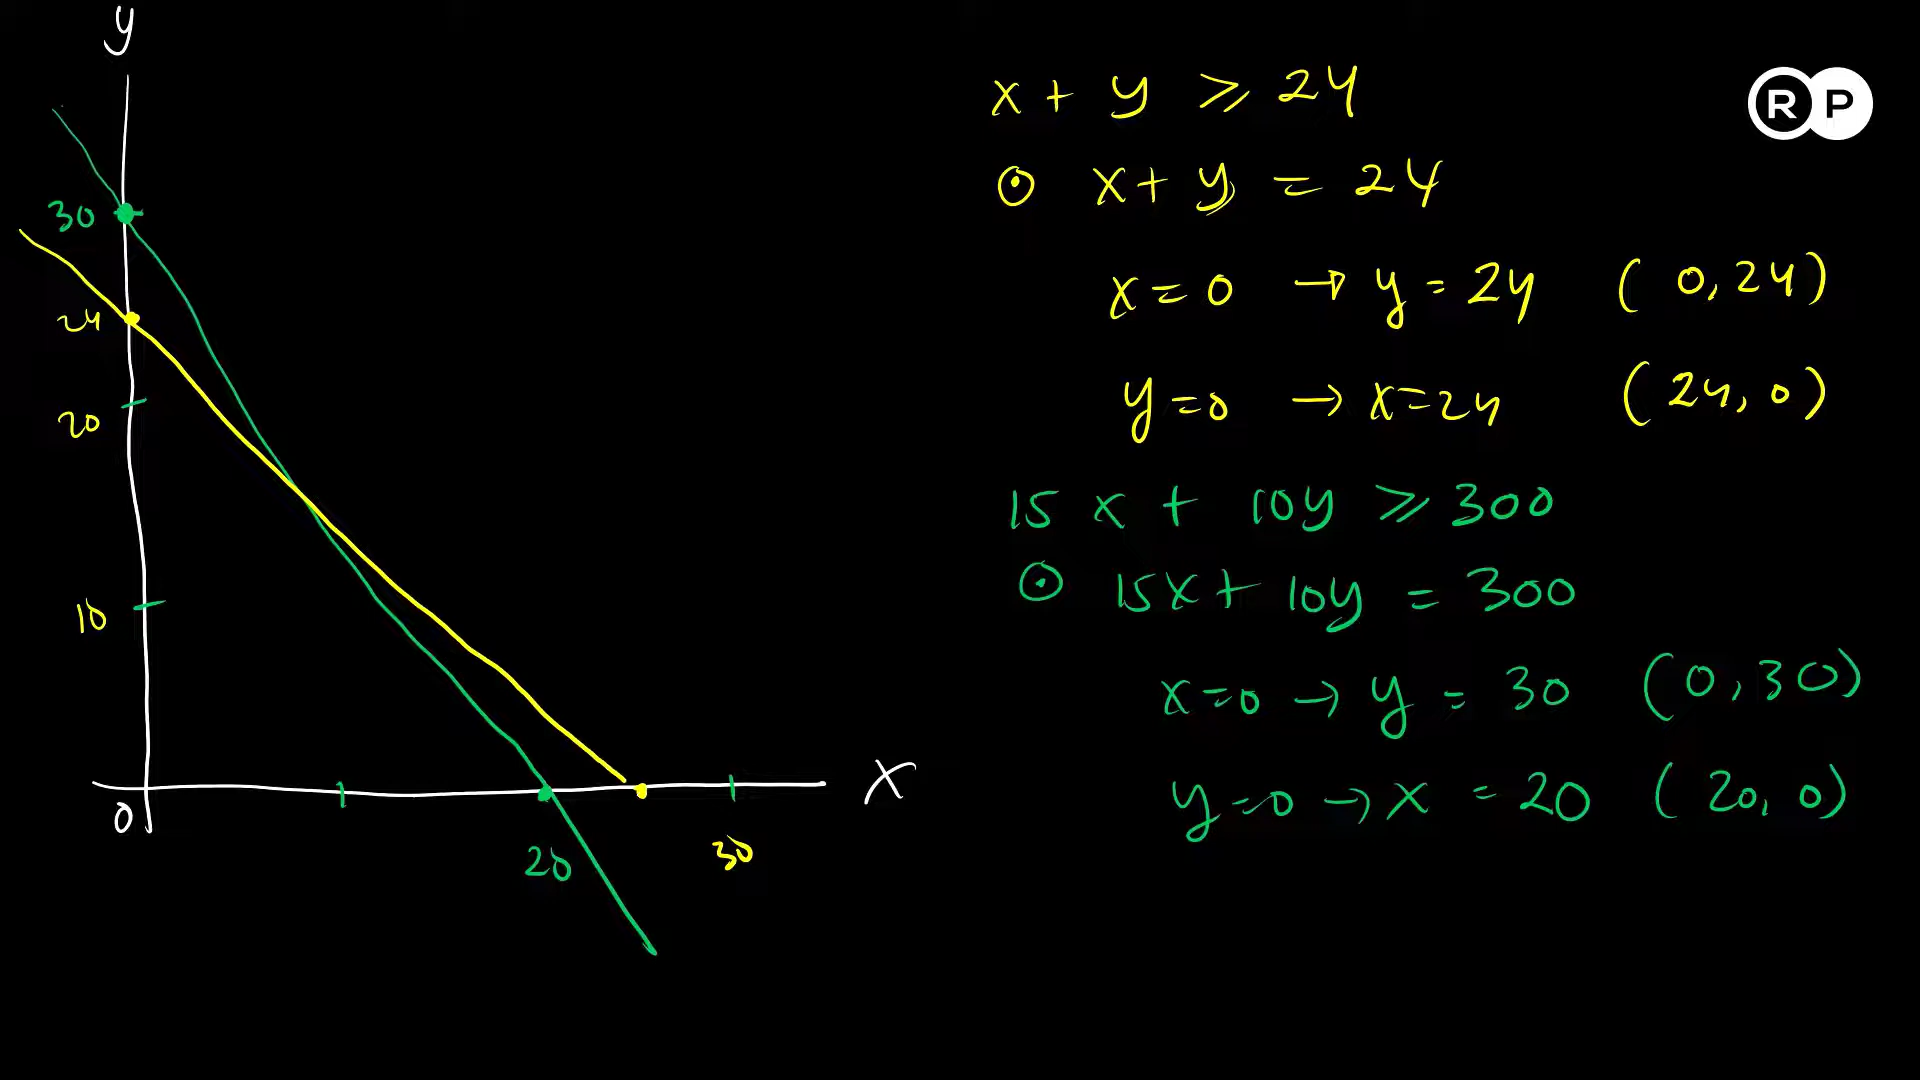 y
30
24
20
10
0
20
30
x
x + y ⩾ 24
⊙ x + y = 24
x = 0 → y = 24 (0, 24)
y = 0 → x = 24 (24, 0)
15x + 10y ⩾ 300
⊙ 15x + 10y = 300
x = 0 → y = 30 (0, 30)
y = 0 → x = 20 (20, 0)
R P